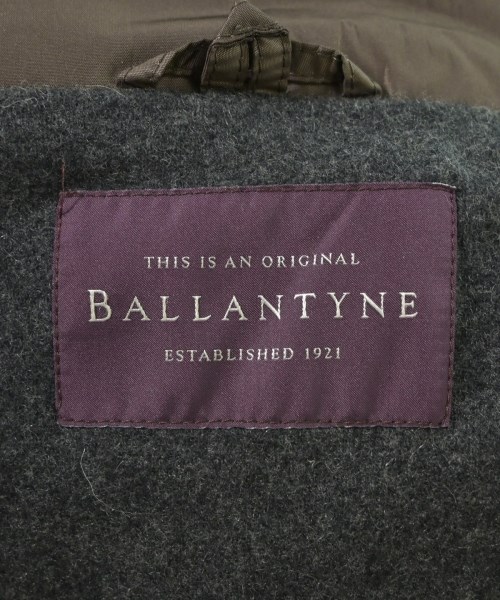 THIS IS AN ORIGINAL
BALLANTYNE
ESTABLISHED 1921